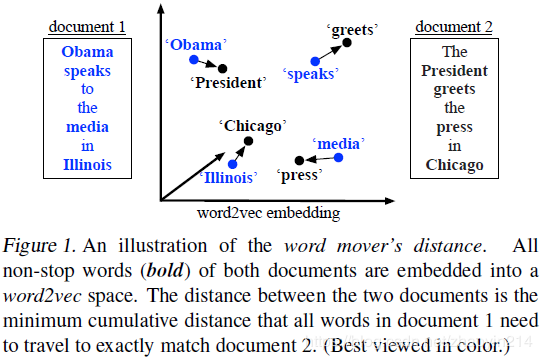 document 1
Obama
speaks
to
the
media
in
Illinois
‘Obama’
‘President’
‘greets’
‘speaks’
‘Chicago’
‘Illinois’
‘media’
‘press’
word2vec embedding
document 2
The
President
greets
the
press
in
Chicago
Figure 1. An illustration of the word mover’s distance. All
non-stop words (bold) of both documents are embedded into a
word2vec space. The distance between the two documents is the
minimum cumulative distance that all words in document 1 need
to travel to exactly match document 2. (Best viewed in color.)